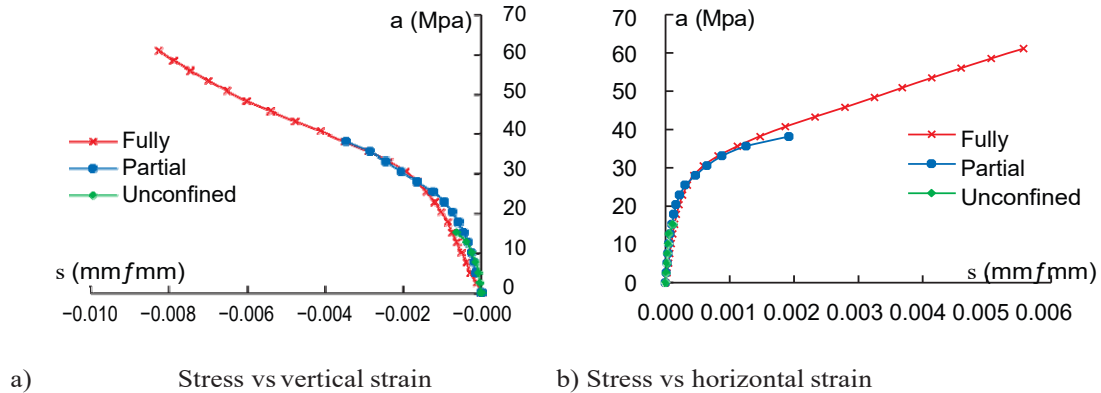 a (Mpa)
70
60
50
40
30
20
10
0
Fully
Partial
Unconfined
s (mmƒmm)
−0.010 −0.008 −0.006 −0.004 −0.002 −0.000
a (Mpa)
70
60
50
40
30
20
10
0
Fully
Partial
Unconfined
s (mmƒmm)
0.000 0.001 0.002 0.003 0.004 0.005 0.006
a) Stress vs vertical strain
b) Stress vs horizontal strain